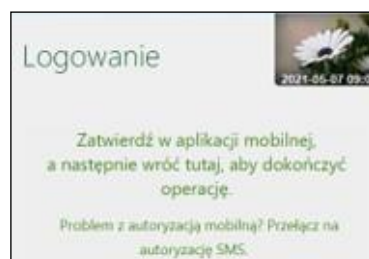 Logowanie
2021-05-07 09:0
Zatwierdź w aplikacji mobilnej,
a następnie wróć tutaj, aby dokończyć
operację.
Problem z autoryzacją mobilną? Przełącz na
autoryzację SMS.